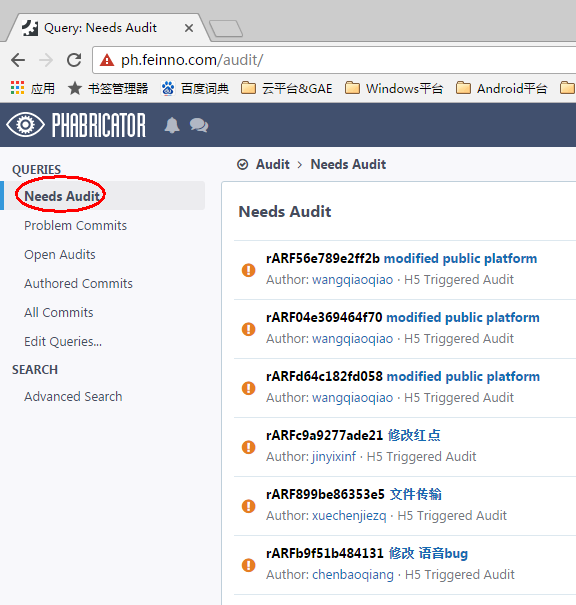 Query: Needs Audit
ph.feinno.com/audit/
应用 书签管理器 百度词典 云平台&GAE Windows平台 Android平台
PHABRICATOR
QUERIES
Needs Audit
Problem Commits
Open Audits
Authored Commits
All Commits
Edit Queries...
SEARCH
Advanced Search
Audit > Needs Audit
Needs Audit
rARF56e789e2ff2b modified public platform
Author: wangqiaoqiao · H5 Triggered Audit
rARF04e369464f70 modified public platform
Author: wangqiaoqiao · H5 Triggered Audit
rARFd64c182fd058 modified public platform
Author: wangqiaoqiao · H5 Triggered Audit
rARFc9a9277ade21 修改红点
Author: jinyixinf · H5 Triggered Audit
rARF899be86353e5 文件传输
Author: xuechenjiezq · H5 Triggered Audit
rARFb9f51b484131 修改 语音bug
Author: chenbaoqiang · H5 Triggered Audit